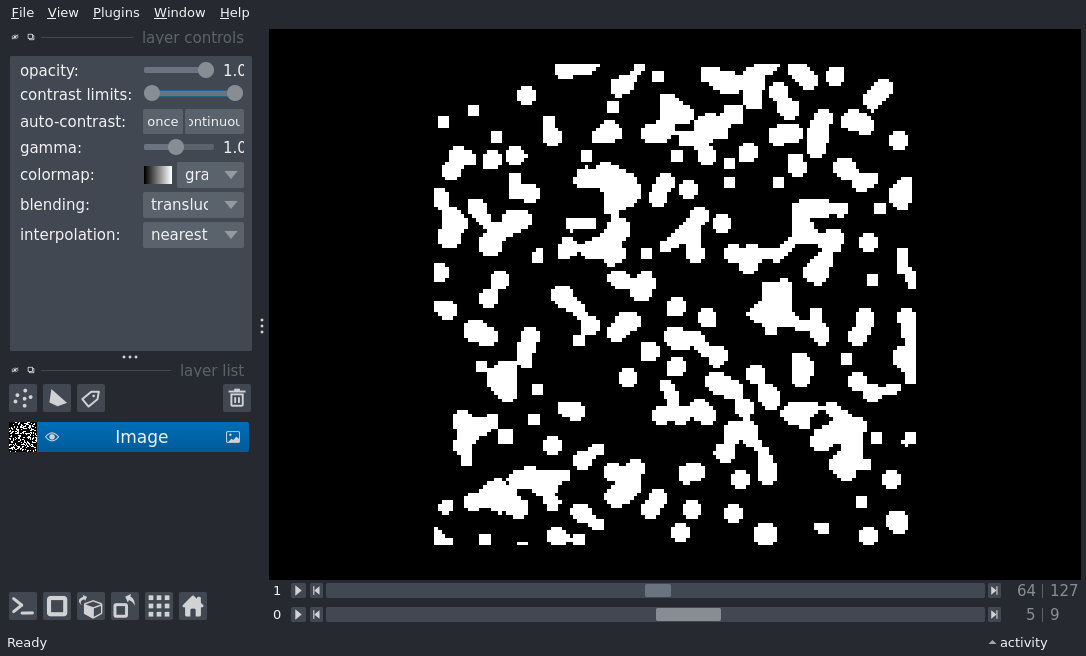 File View Plugins Window Help
layer controls
opacity: 1.0
contrast limits:
auto-contrast: once ontinuou
gamma: 1.0
colormap: gra
blending: transluc
interpolation: nearest
layer list
Image
1 64 | 127
0 5 | 9
Ready activity